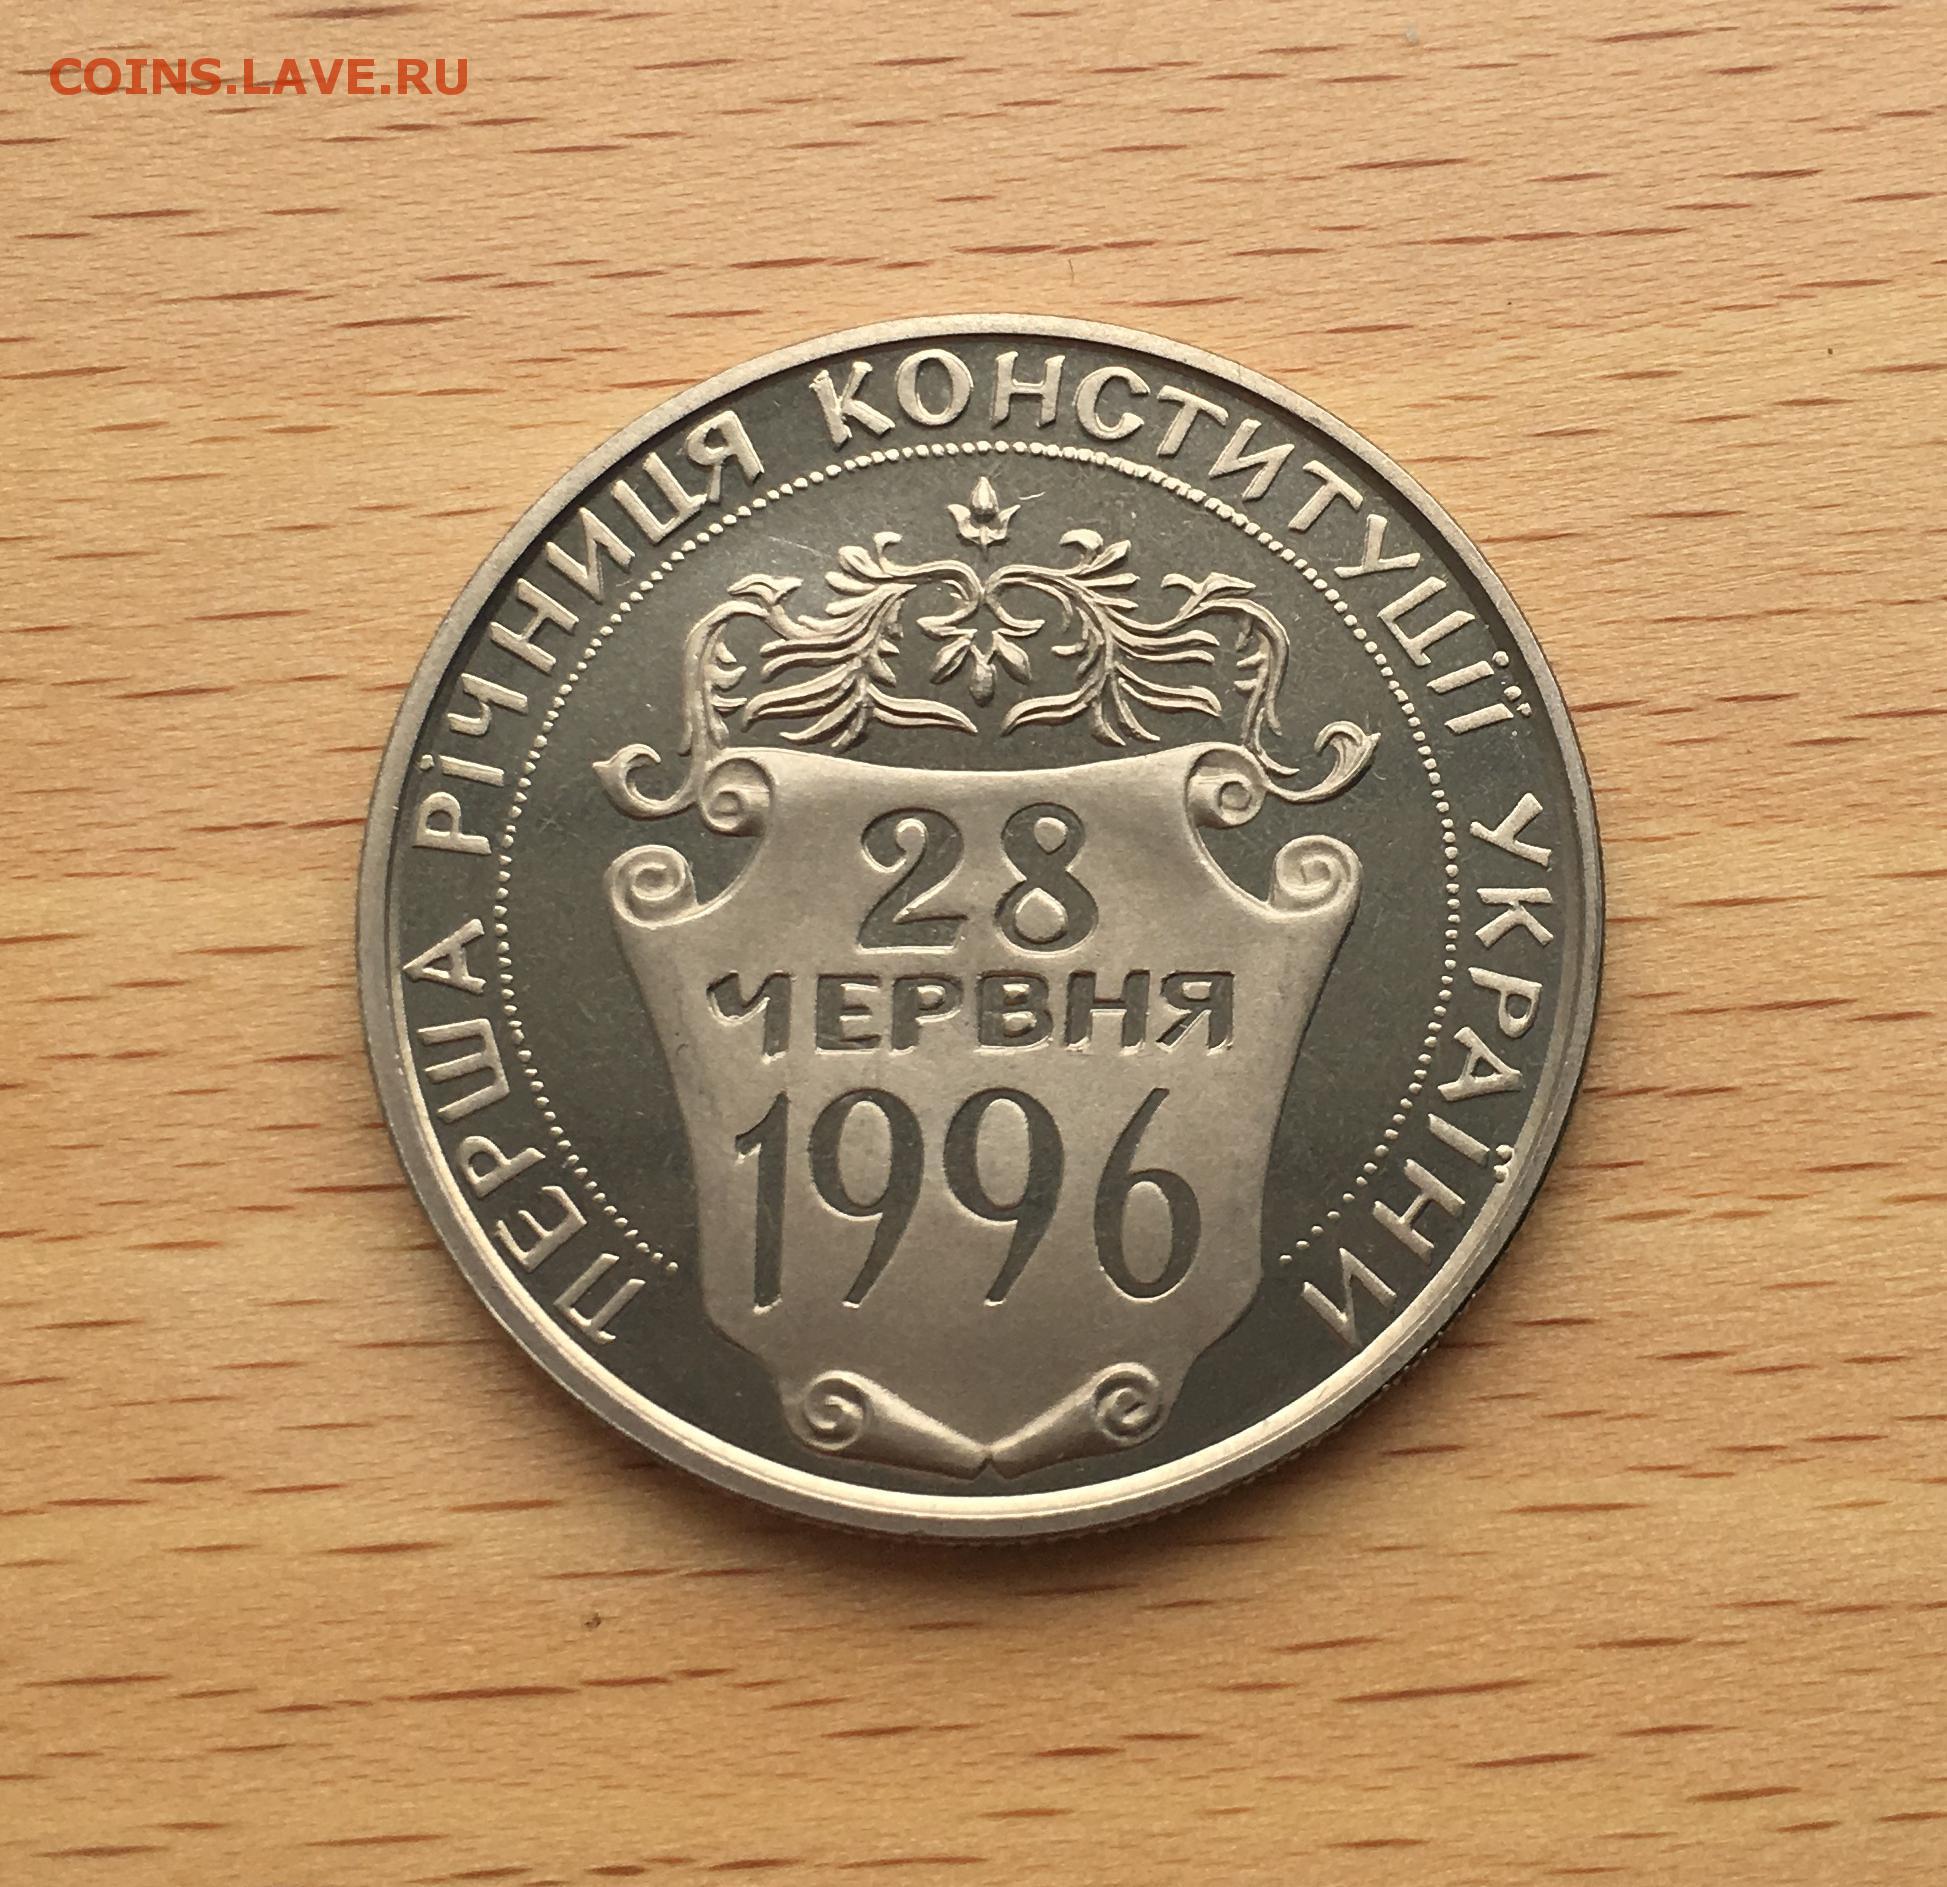 COINS.LAVE.RU
ПЕРША РІЧНИЦЯ КОНСТИТУЦІЇ УКРАЇНИ
28
ЧЕРВНЯ
1996